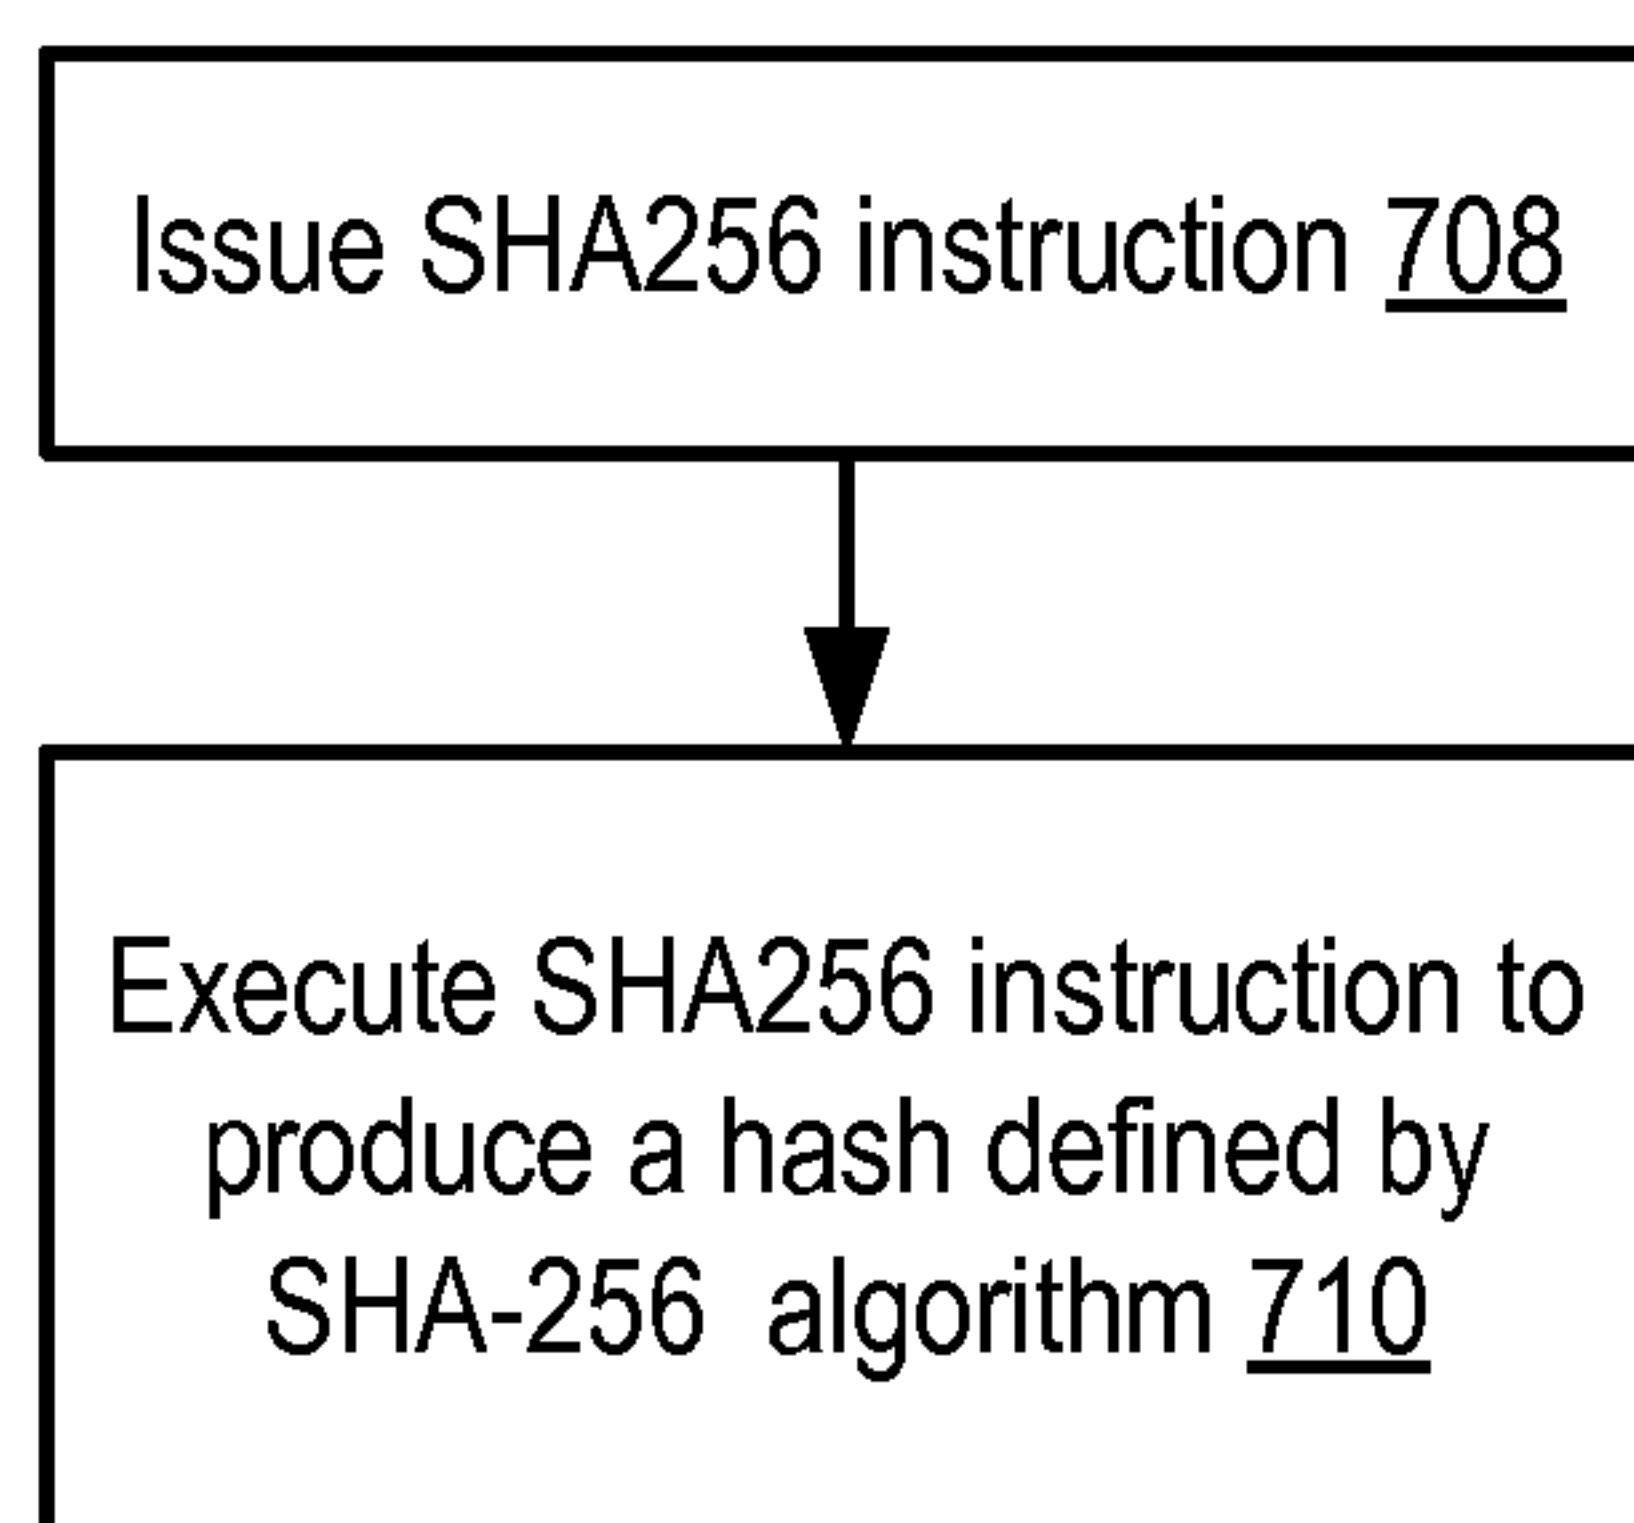 Issue SHA256 instruction 708
Execute SHA256 instruction to
produce a hash defined by
SHA-256 algorithm 710